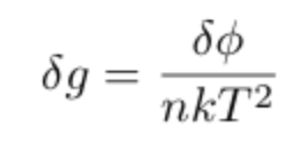 δg = δϕ / nkT²